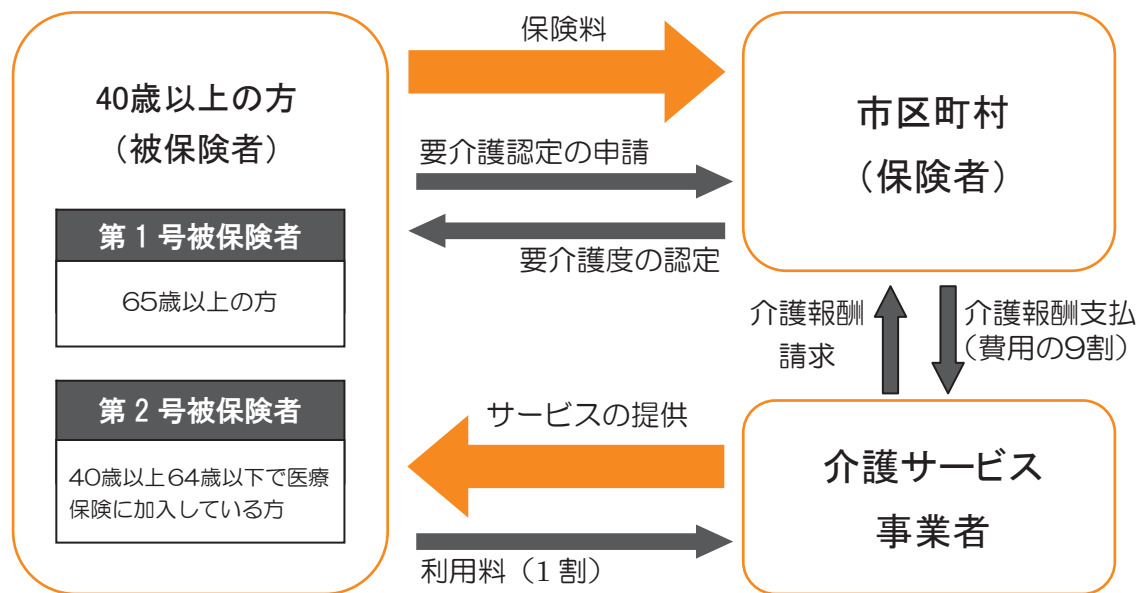 40歳以上の方
（被保険者）
第１号被保険者
65歳以上の方
第２号被保険者
40歳以上64歳以下で医療
保険に加入している方
保険料
要介護認定の申請
要介護度の認定
市区町村
（保険者）
介護報酬
請求
介護報酬支払
（費用の9割）
サービスの提供
利用料（1割）
介護サービス
事業者